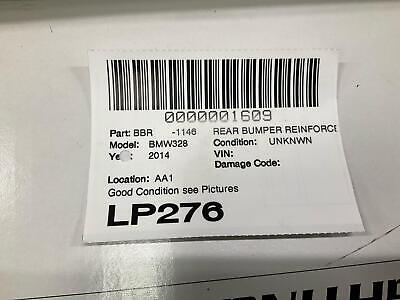 0000001609
Part: BBR -1146 REAR BUMPER REINFORCE
Model: BMW328 Condition: UNKNWN
Year: 2014 VIN:
Damage Code:
Location: AA1
Good Condition see Pictures
LP276